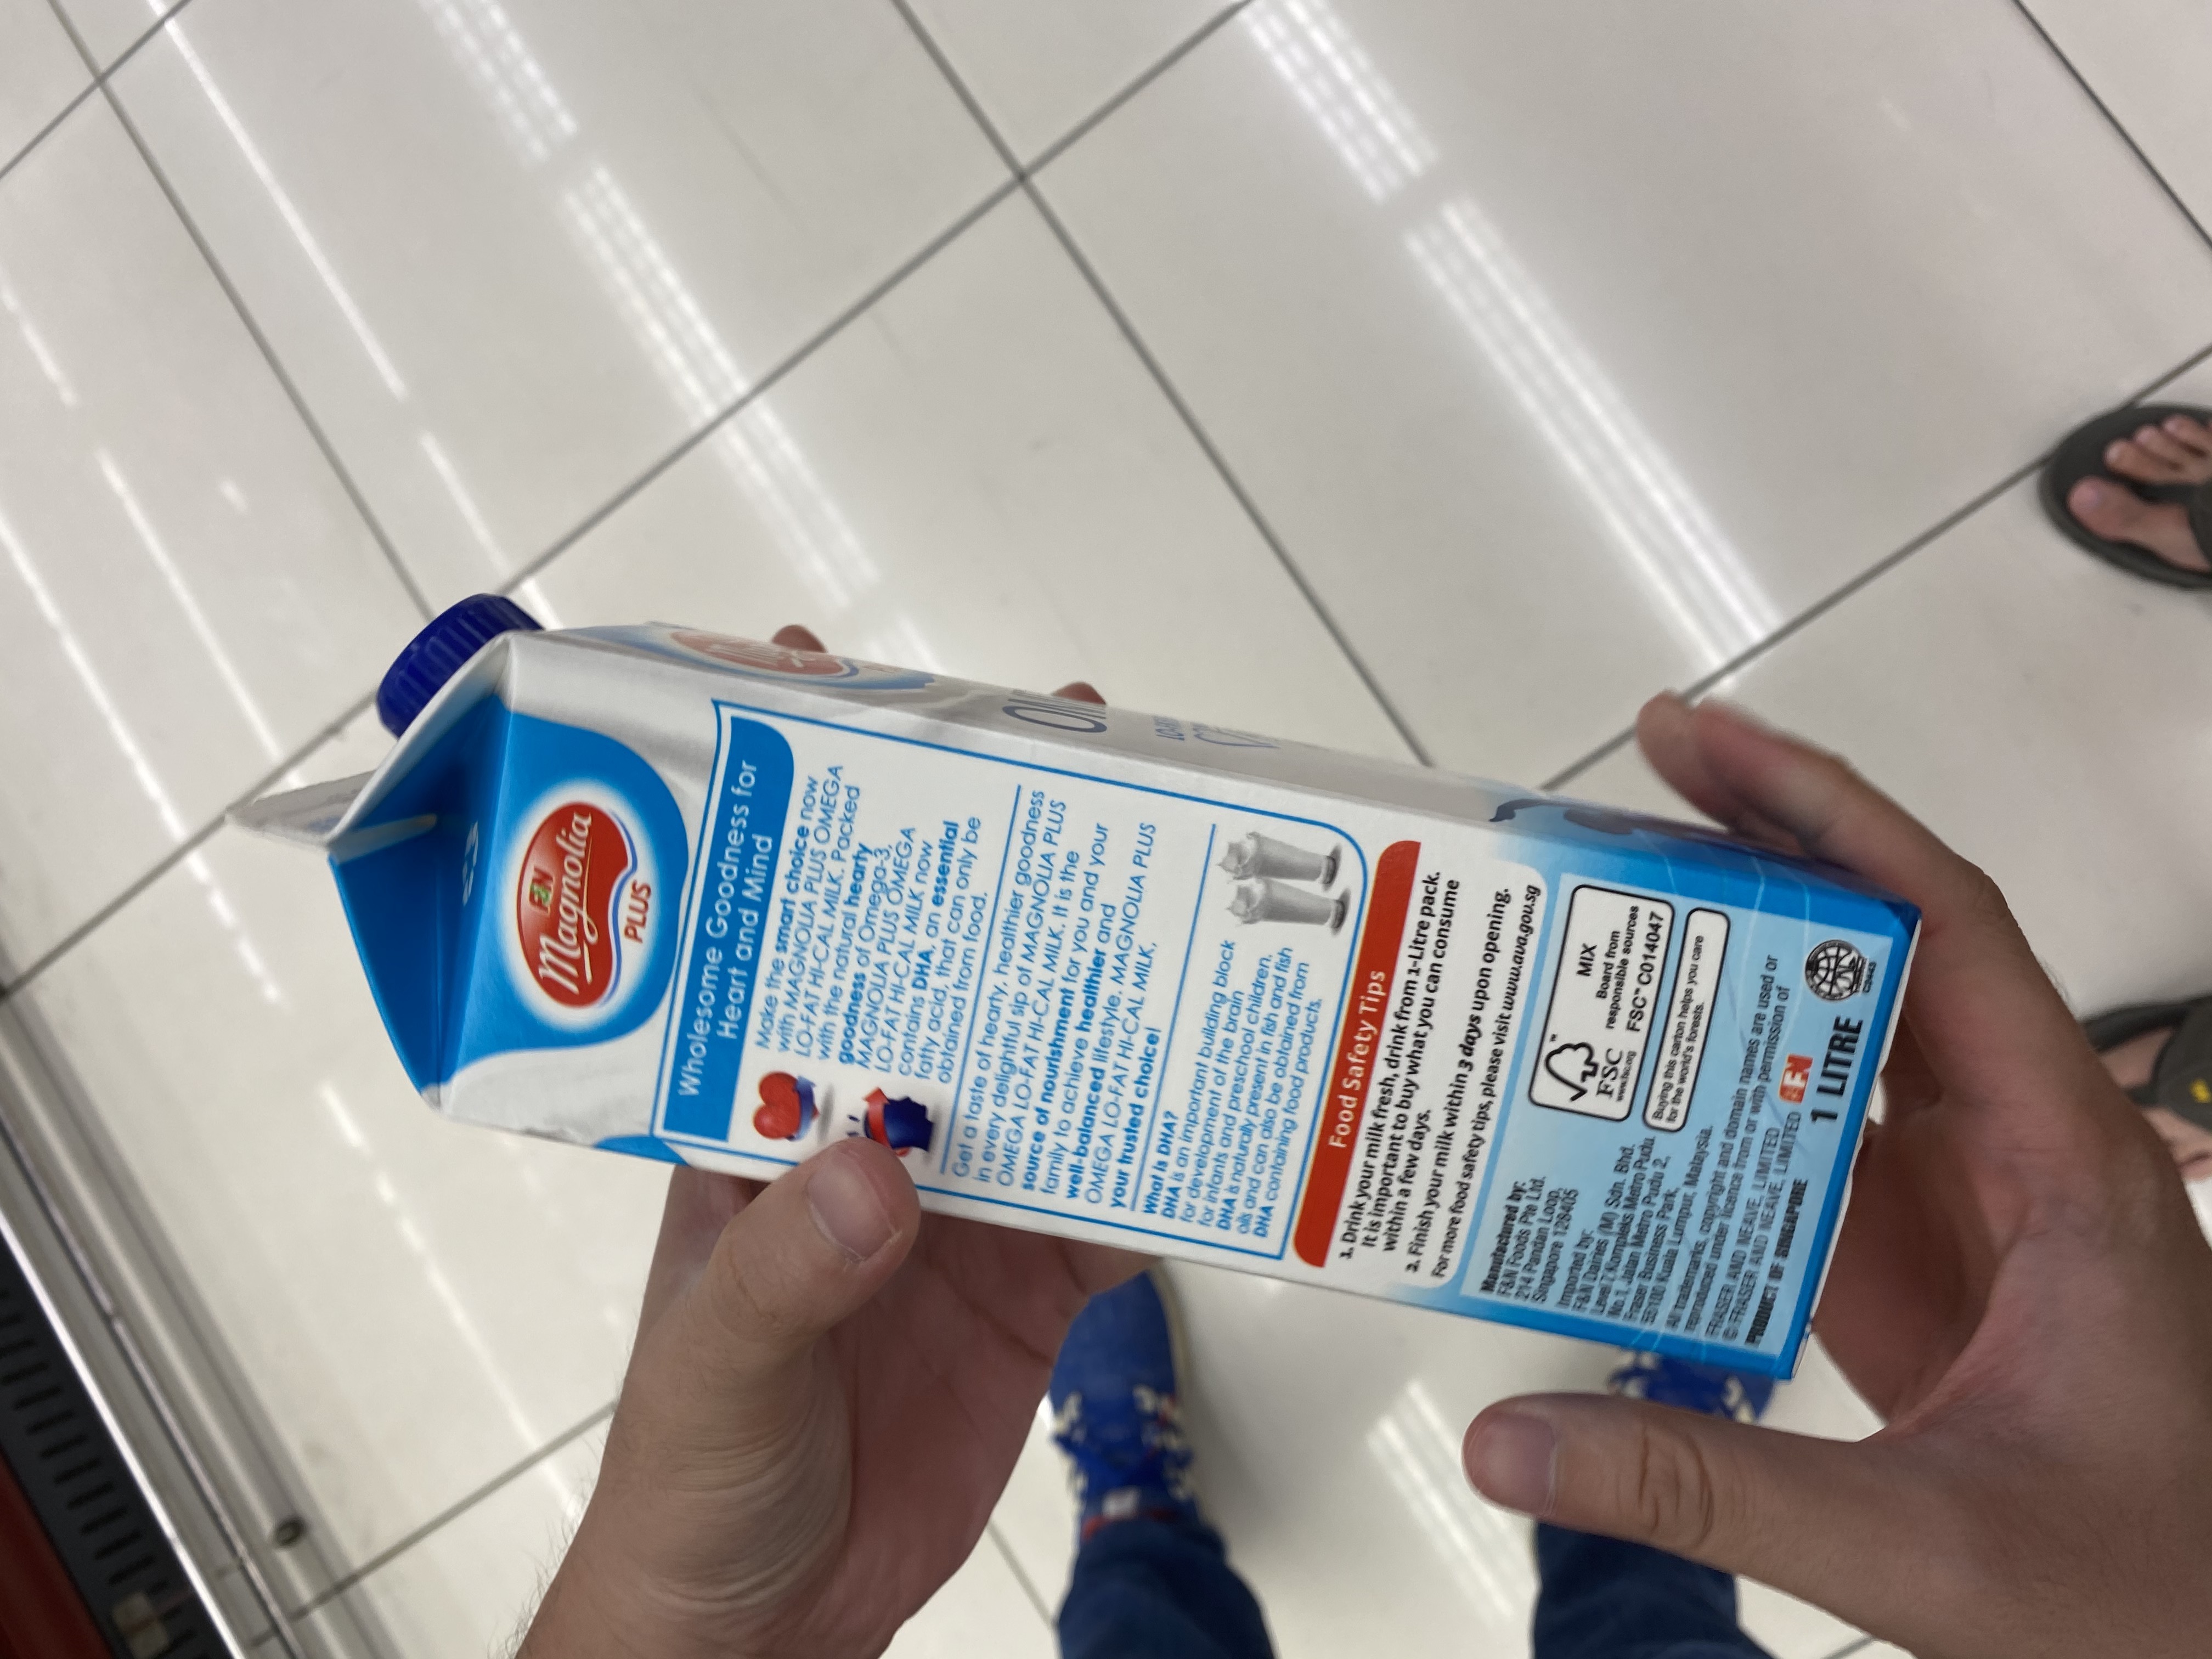 F&N
Magnolia
PLUS
Wholesome Goodness for
Heart and Mind
Make the smart choice now
with MAGNOLIA PLUS OMEGA
LO-FAT HI-CAL MILK. Packed
with the natural hearty
goodness of Omega-3,
MAGNOLIA PLUS OMEGA
LO-FAT HI-CAL MILK now
contains DHA, an essential
fatty acid, that can only be
obtained from food.
Get a taste of hearty, healthier goodness
in every delightful sip of MAGNOLIA PLUS
OMEGA LO-FAT HI-CAL MILK. It is the
source of nourishment for you and your
family to achieve healthier and
well-balanced lifestyle. MAGNOLIA PLUS
OMEGA LO-FAT HI-CAL MILK,
your trusted choice!
What is DHA?
DHA is an important building block
for development of the brain
for infants and preschool children.
DHA is naturally present in fish and fish
oils and can also be obtained from
DHA containing food products.
Food Safety Tips
1. Drink your milk fresh, drink from 1-Litre pack.
It is important to buy what you can consume
within a few days.
2. Finish your milk within 3 days upon opening.
For more food safety tips, please visit www.ava.gov.sg
Manufactured by:
F&N Foods Pte Ltd.
214 Pandan Loop,
Singapore 128405
Imported by:
F&N Dairies (M) Sdn. Bhd.
Level 7, Kompleks Metro Pudu,
No.1, Jalan Metro Pudu 2,
Fraser Business Park,
55100 Kuala Lumpur, Malaysia.
FSC™
www.fsc.org
MIX
Board from
responsible sources
FSC™ C014047
Buying this carton helps you care
for the world's forests.
All trademarks, copyright and domain names are used or
reproduced under licence from or with permission of
FRASER AND NEAVE, LIMITED
© FRASER AND NEAVE, LIMITED
F&N
PRODUCT OF SINGAPORE
1 LITRE